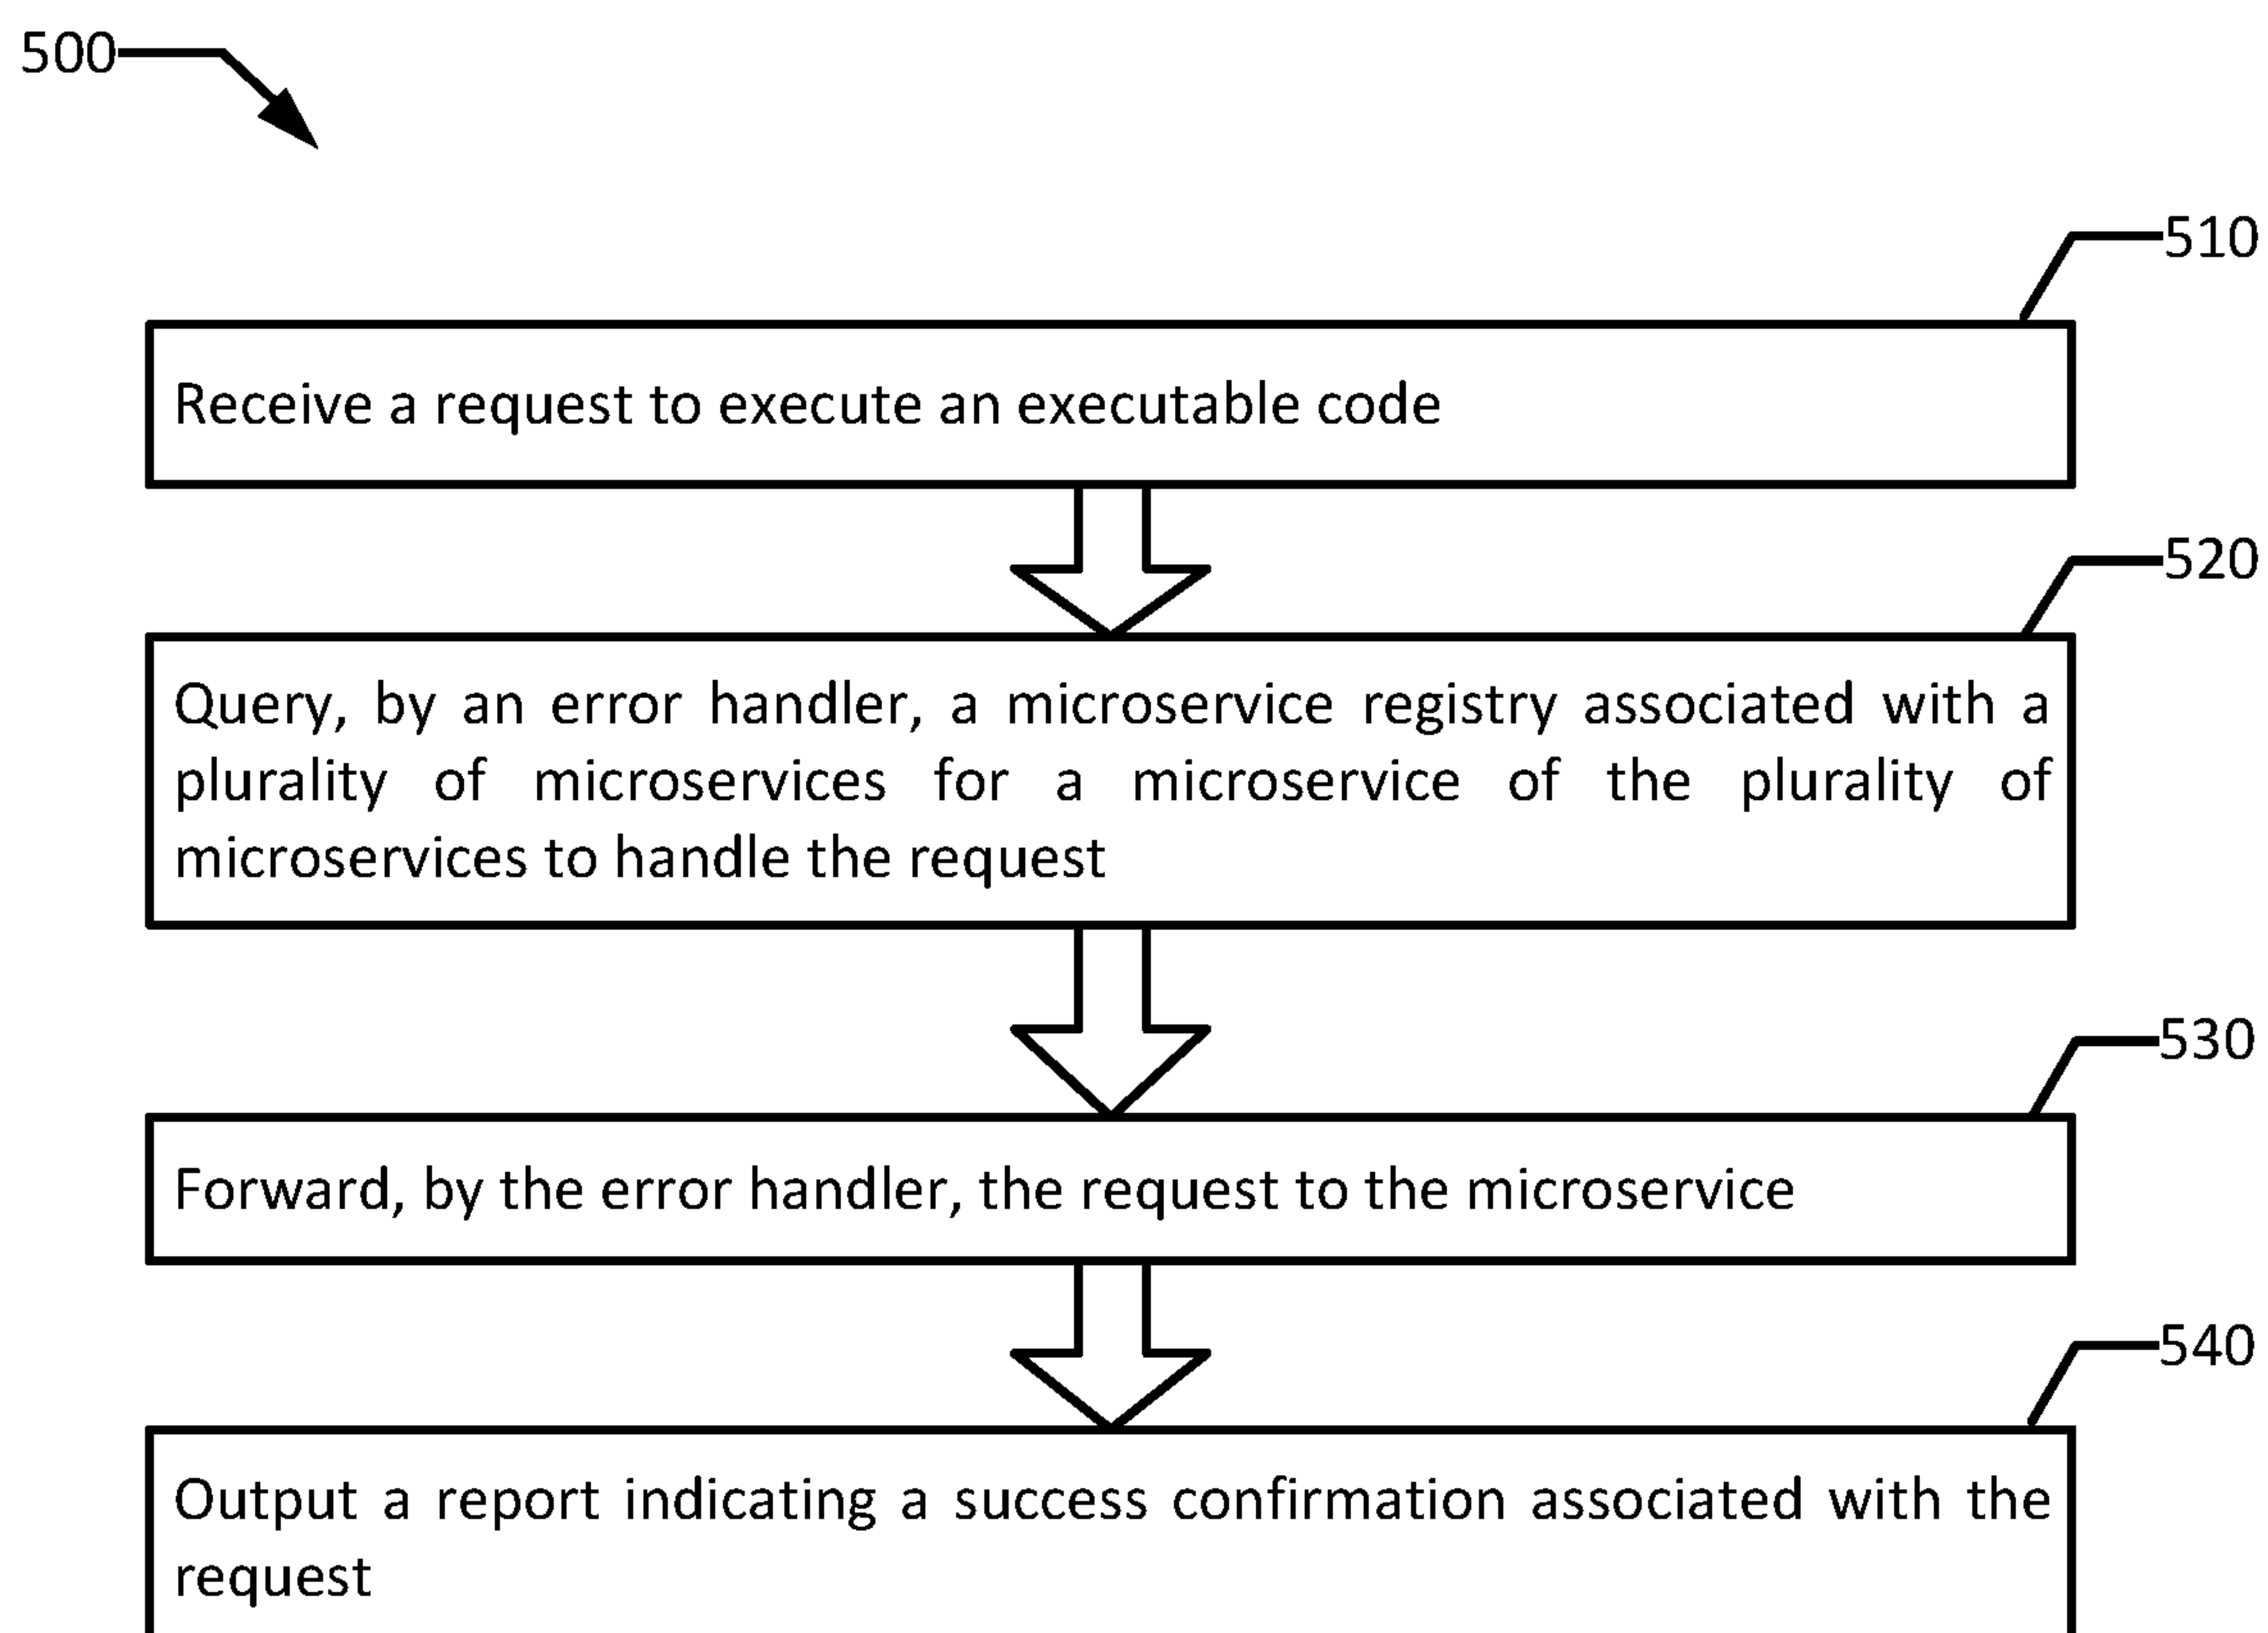 500
510
Receive a request to execute an executable code
520
Query, by an error handler, a microservice registry associated with a
plurality of microservices for a microservice of the plurality of
microservices to handle the request
530
Forward, by the error handler, the request to the microservice
540
Output a report indicating a success confirmation associated with the
request